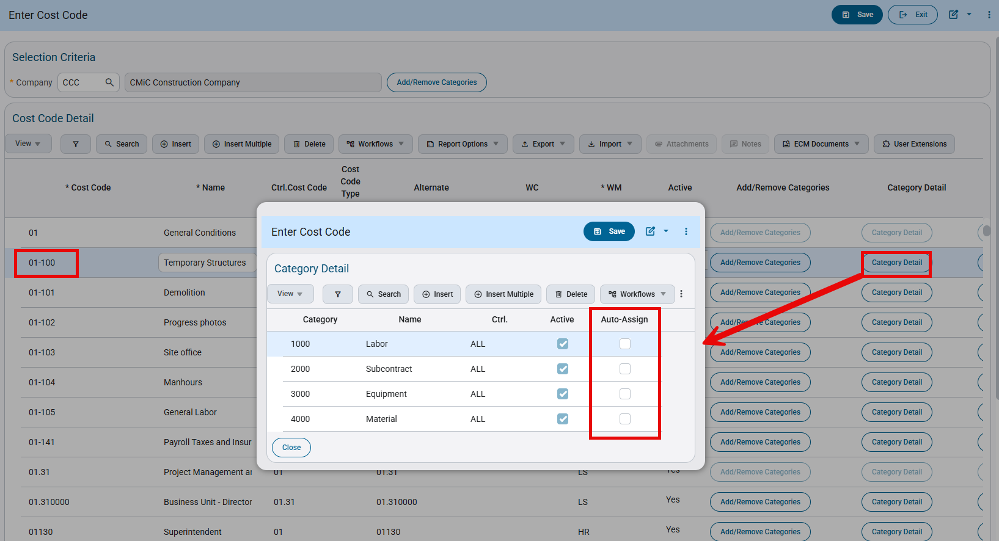 Enter Cost Code
Save
Exit
Selection Criteria
* Company CCC CMiC Construction Company Add/Remove Categories
Cost Code Detail
View Search Insert Insert Multiple Delete Workflows Report Options Export Import Attachments Notes ECM Documents User Extensions
* Cost Code * Name Ctrl.Cost Code Cost Code Type Alternate WC * WM Active Add/Remove Categories Category Detail
01 General Conditions Add/Remove Categories Category Detail
01-100 Temporary Structures Add/Remove Categories Category Detail
01-101 Demolition Add/Remove Categories Category Detail
01-102 Progress photos Add/Remove Categories Category Detail
01-103 Site office Add/Remove Categories Category Detail
01-104 Manhours Add/Remove Categories Category Detail
01-105 General Labor Add/Remove Categories Category Detail
01-141 Payroll Taxes and Insur Add/Remove Categories Category Detail
01.31 Project Management ar 01 01.31 LS Yes Add/Remove Categories Category Detail
01.310000 Business Unit - Director 01.31 01.310000 LS Yes Add/Remove Categories Category Detail
01130 Superintendent 01 01130 HR Yes Add/Remove Categories Category Detail
Enter Cost Code
Save
Category Detail
View Search Insert Insert Multiple Delete Workflows
Category Name Ctrl. Active Auto-Assign
1000 Labor ALL
2000 Subcontract ALL
3000 Equipment ALL
4000 Material ALL
Close